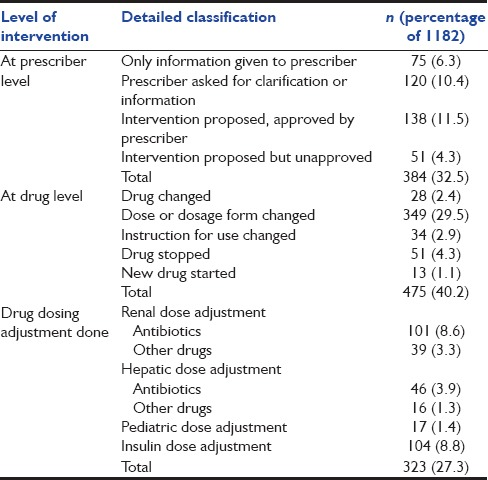 Level of intervention Detailed classification n (percentage of 1182)
At prescriber level Only information given to prescriber 75 (6.3)
Prescriber asked for clarification or information 120 (10.4)
Intervention proposed, approved by prescriber 138 (11.5)
Intervention proposed but unapproved 51 (4.3)
Total 384 (32.5)
At drug level Drug changed 28 (2.4)
Dose or dosage form changed 349 (29.5)
Instruction for use changed 34 (2.9)
Drug stopped 51 (4.3)
New drug started 13 (1.1)
Total 475 (40.2)
Drug dosing adjustment done Renal dose adjustment
Antibiotics 101 (8.6)
Other drugs 39 (3.3)
Hepatic dose adjustment
Antibiotics 46 (3.9)
Other drugs 16 (1.3)
Pediatric dose adjustment 17 (1.4)
Insulin dose adjustment 104 (8.8)
Total 323 (27.3)